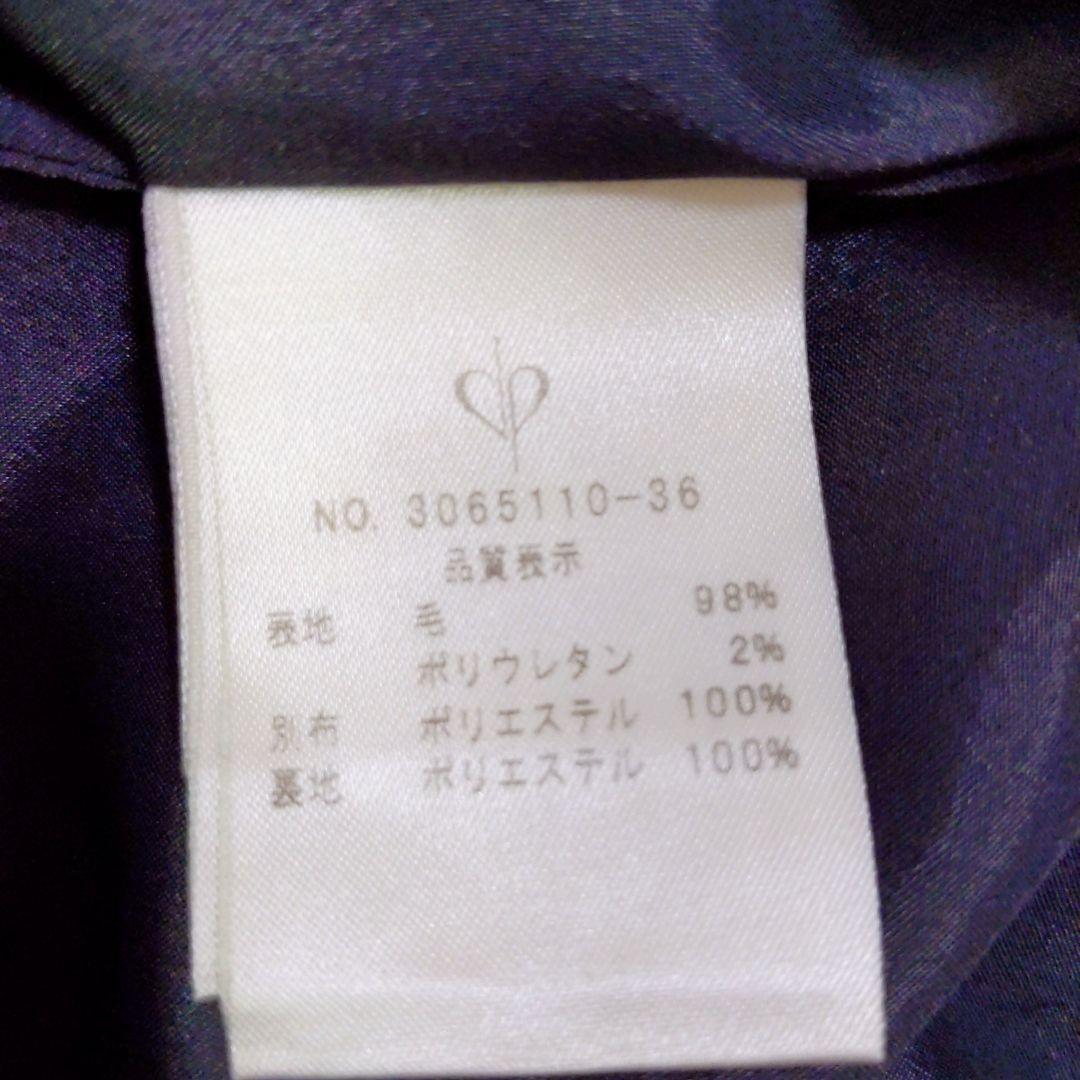 NO. 3065110-36
品質表示
表地 毛 98%
ポリウレタン 2%
別布 ポリエステル 100%
裏地 ポリエステル 100%